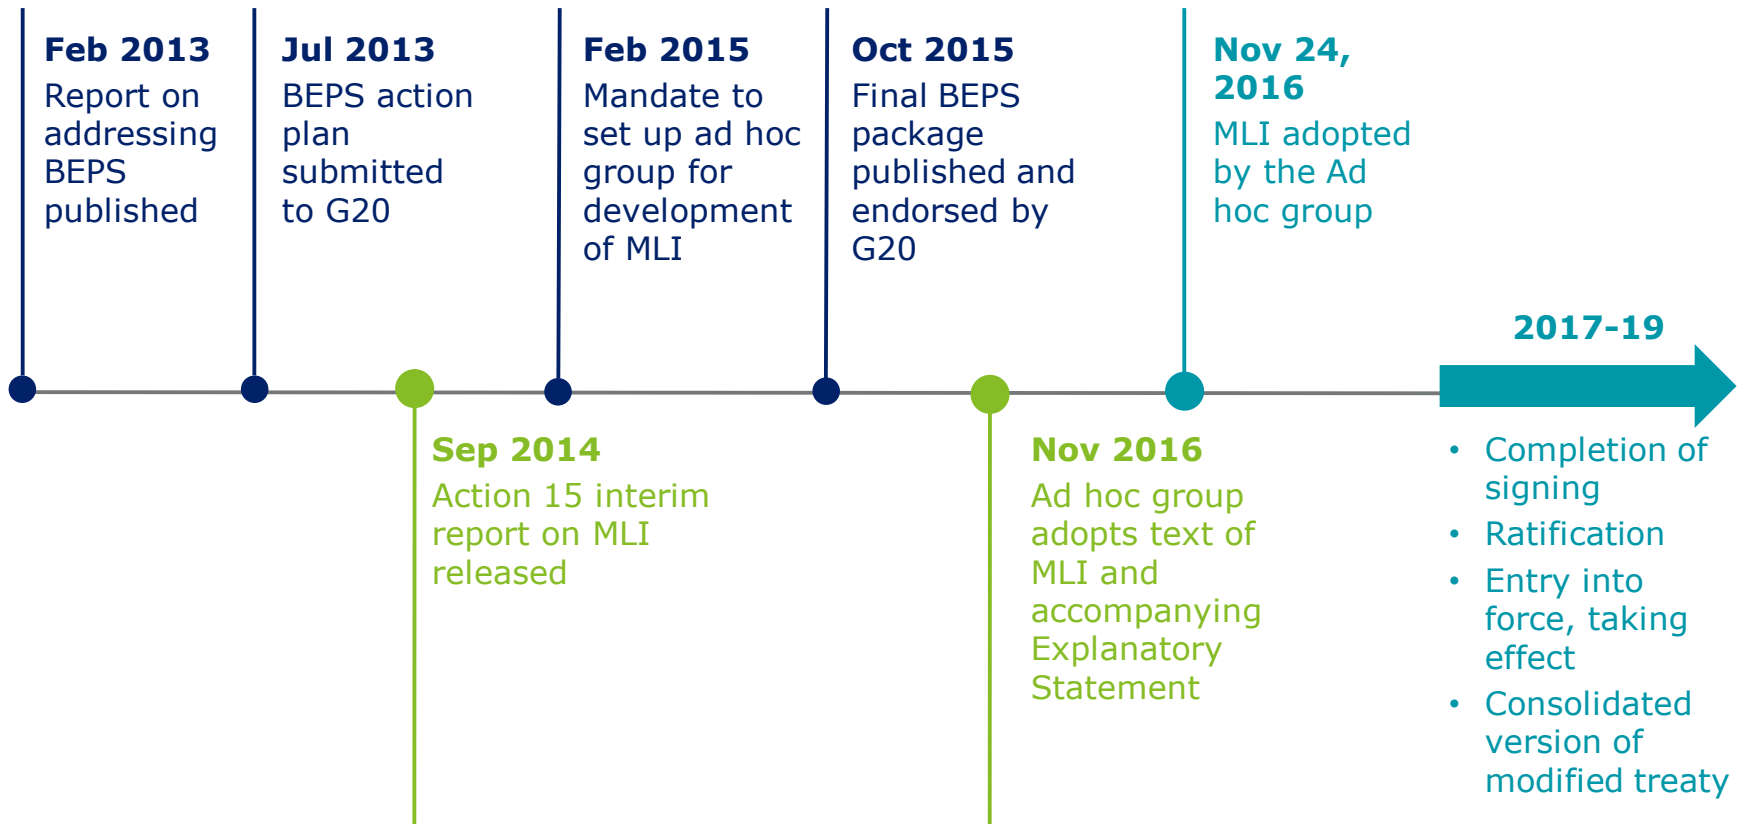 Feb 2013
Report on
addressing
BEPS
published
Jul 2013
BEPS action
plan
submitted
to G20
Feb 2015
Mandate to
set up ad hoc
group for
development
of MLI
Oct 2015
Final BEPS
package
published and
endorsed by
G20
Nov 24,
2016
MLI adopted
by the Ad
hoc group
2017-19
Sep 2014
Action 15 interim
report on MLI
released
Nov 2016
Ad hoc group
adopts text of
MLI and
accompanying
Explanatory
Statement
• Completion of
signing
• Ratification
• Entry into
force, taking
effect
• Consolidated
version of
modified treaty